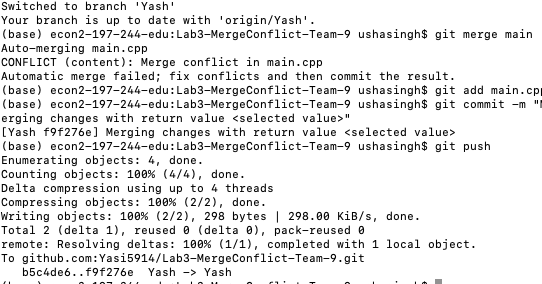 Switched to branch 'Yash'
Your branch is up to date with 'origin/Yash'.
(base) econ2-197-244-edu:Lab3-MergeConflict-Team-9 ushasingh$ git merge main
Auto-merging main.cpp
CONFLICT (content): Merge conflict in main.cpp
Automatic merge failed; fix conflicts and then commit the result.
(base) econ2-197-244-edu:Lab3-MergeConflict-Team-9 ushasingh$ git add main.cpp
(base) econ2-197-244-edu:Lab3-MergeConflict-Team-9 ushasingh$ git commit -m "M
erging changes with return value <selected value>"
[Yash f9f276e] Merging changes with return value <selected value>
(base) econ2-197-244-edu:Lab3-MergeConflict-Team-9 ushasingh$ git push
Enumerating objects: 4, done.
Counting objects: 100% (4/4), done.
Delta compression using up to 4 threads
Compressing objects: 100% (2/2), done.
Writing objects: 100% (2/2), 298 bytes | 298.00 KiB/s, done.
Total 2 (delta 1), reused 0 (delta 0), pack-reused 0
remote: Resolving deltas: 100% (1/1), completed with 1 local object.
To github.com:Yasi5914/Lab3-MergeConflict-Team-9.git
b5c4de6..f9f276e  Yash -> Yash